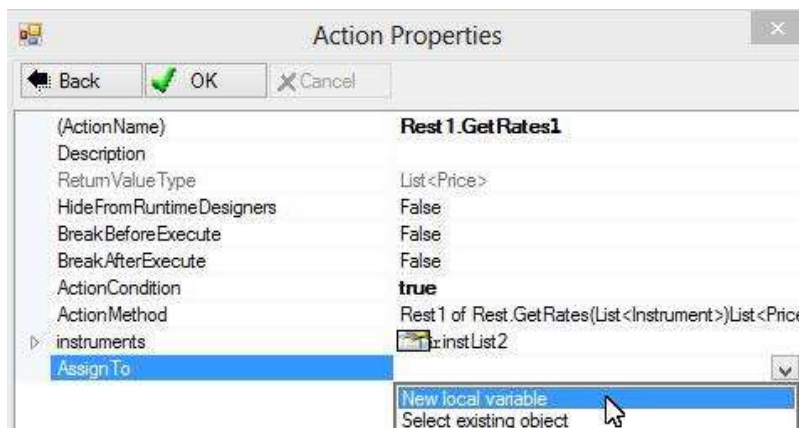 Action Properties
Back OK Cancel
(ActionName) Rest1.GetRates1
Description
ReturnValueType List<Price>
HideFromRuntimeDesigners False
BreakBeforeExecute False
BreakAfterExecute False
ActionCondition true
ActionMethod Rest1 of Rest.GetRates(List<Instrument>)List<Price
instruments instList2
AssignTo
New local variable
Select existing object